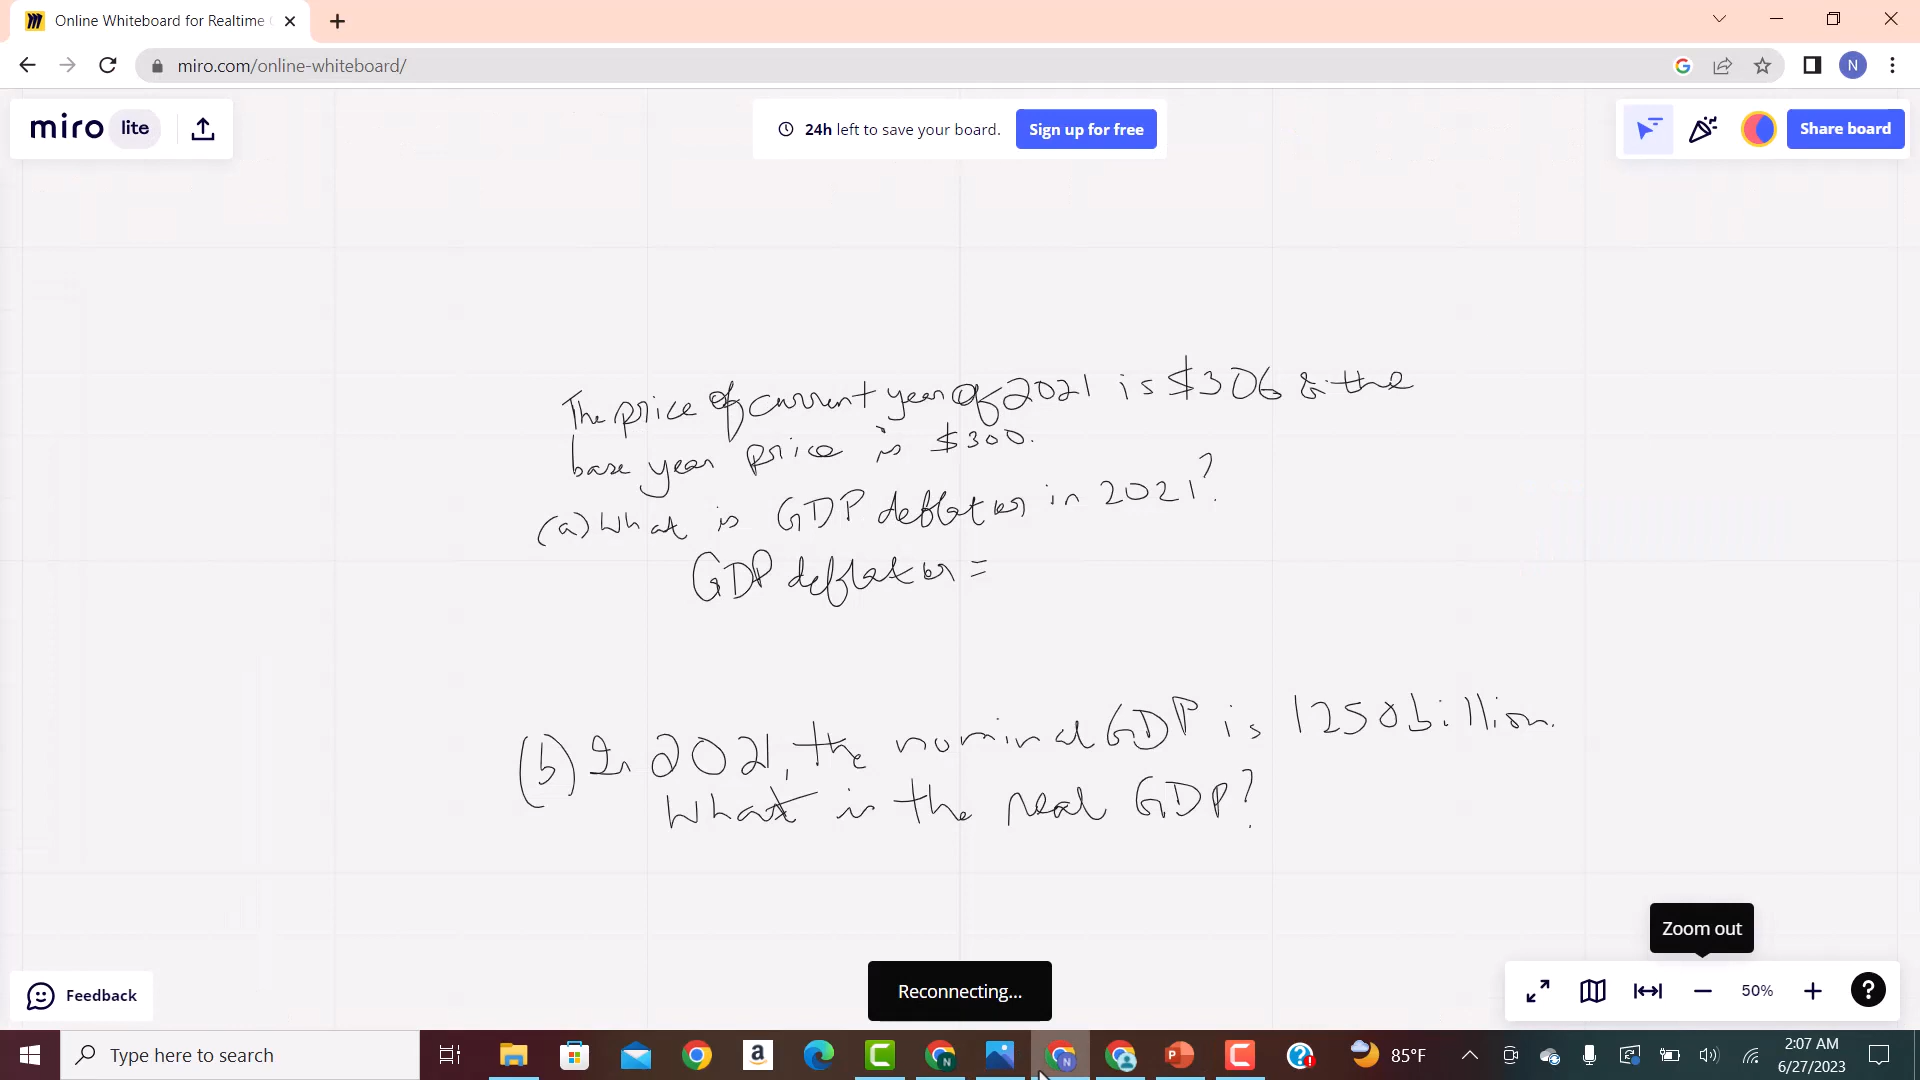 Online Whiteboard for Realtime
miro.com/online-whiteboard/
N
miro lite
24h left to save your board.
Sign up for free
Share board
The price of current year of 2021 is $306 & the
base year price is $300.
(a) What is GDP deflator in 2021?
GDP deflator =
(b) In 2021, the nominal GDP is 1250 billion.
What is the real GDP?
Zoom out
Reconnecting...
Feedback
50%
?
Type here to search
85°F
2:07 AM
6/27/2023